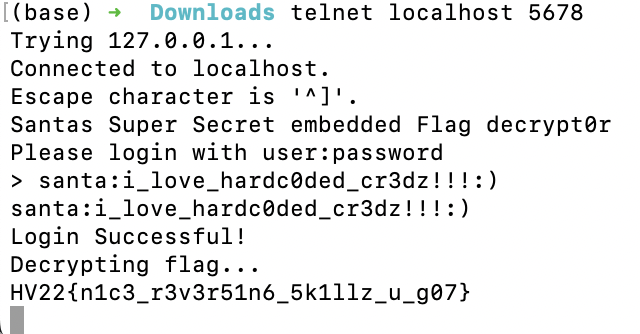 [(base) ➜  Downloads telnet localhost 5678
Trying 127.0.0.1...
Connected to localhost.
Escape character is '^]'.
Santas Super Secret embedded Flag decrypt0r
Please login with user:password
> santa:i_love_hardc0ded_cr3dz!!!:)
santa:i_love_hardc0ded_cr3dz!!!:)
Login Successful!
Decrypting flag...
HV22{n1c3_r3v3r51n6_5k1llz_u_g07}